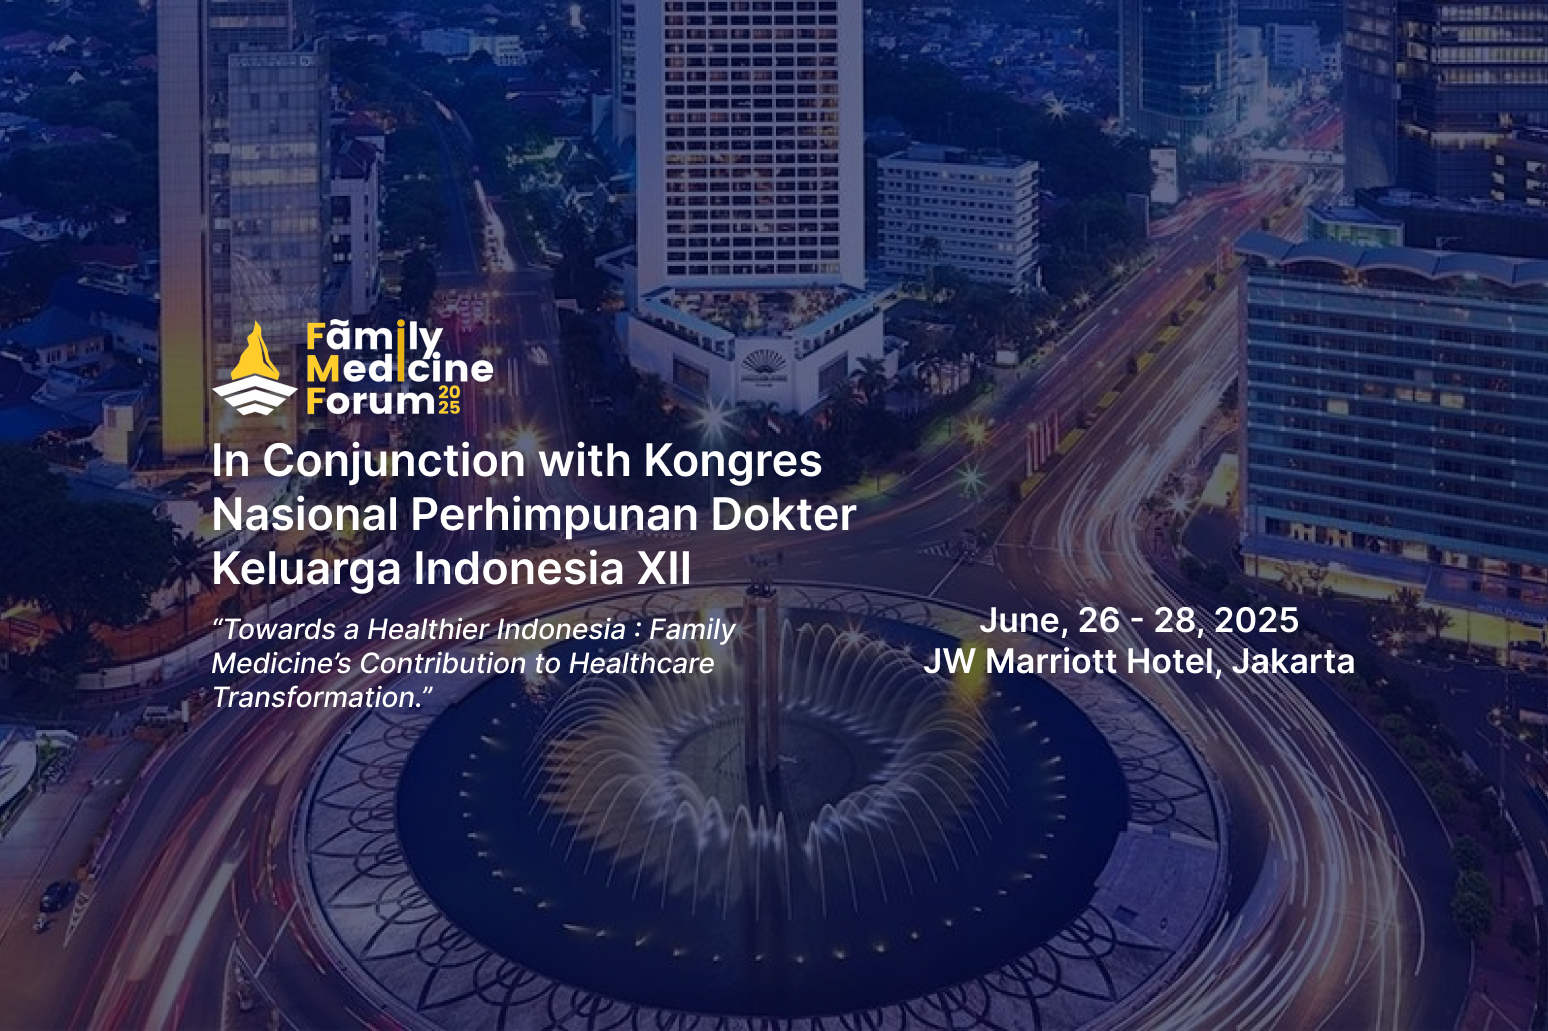 Family
Medicine
Forum 20
25
In Conjunction with Kongres
Nasional Perhimpunan Dokter
Keluarga Indonesia XII
“Towards a Healthier Indonesia : Family
Medicine’s Contribution to Healthcare
Transformation.”
June, 26 - 28, 2025
JW Marriott Hotel, Jakarta